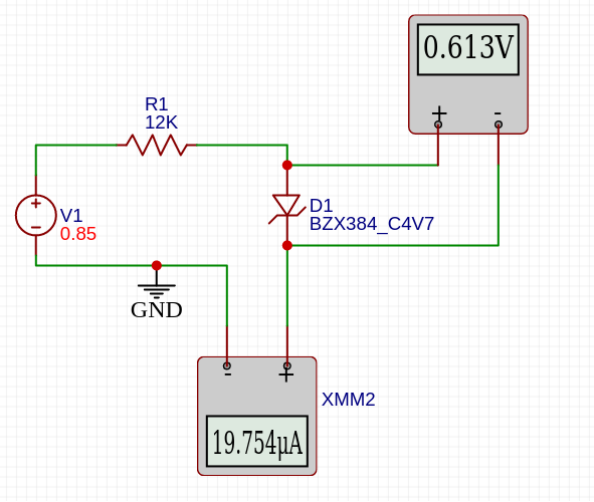 0.613V
+ -
R1
12K
+
-
V1
0.85
D1
BZX384_C4V7
GND
- +
XMM2
19.754µA